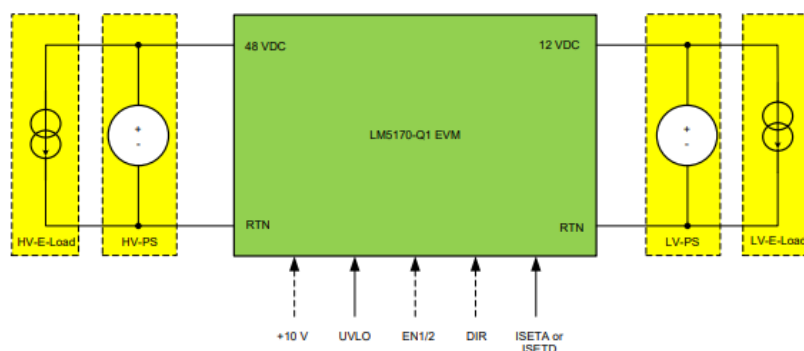 48 VDC
12 VDC
LM5170-Q1 EVM
RTN
RTN
HV-E-Load
HV-PS
LV-PS
LV-E-Load
+10 V
UVLO
EN1/2
DIR
ISETA or
ISETD
+
-
+
-